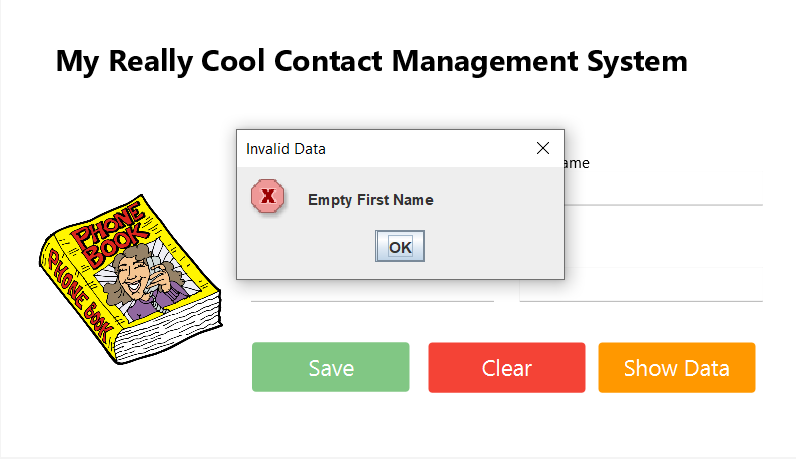 My Really Cool Contact Management System
Invalid Data
ame
Empty First Name
OK
PHONE
BOOK
PHONE BOOK
Save
Clear
Show Data